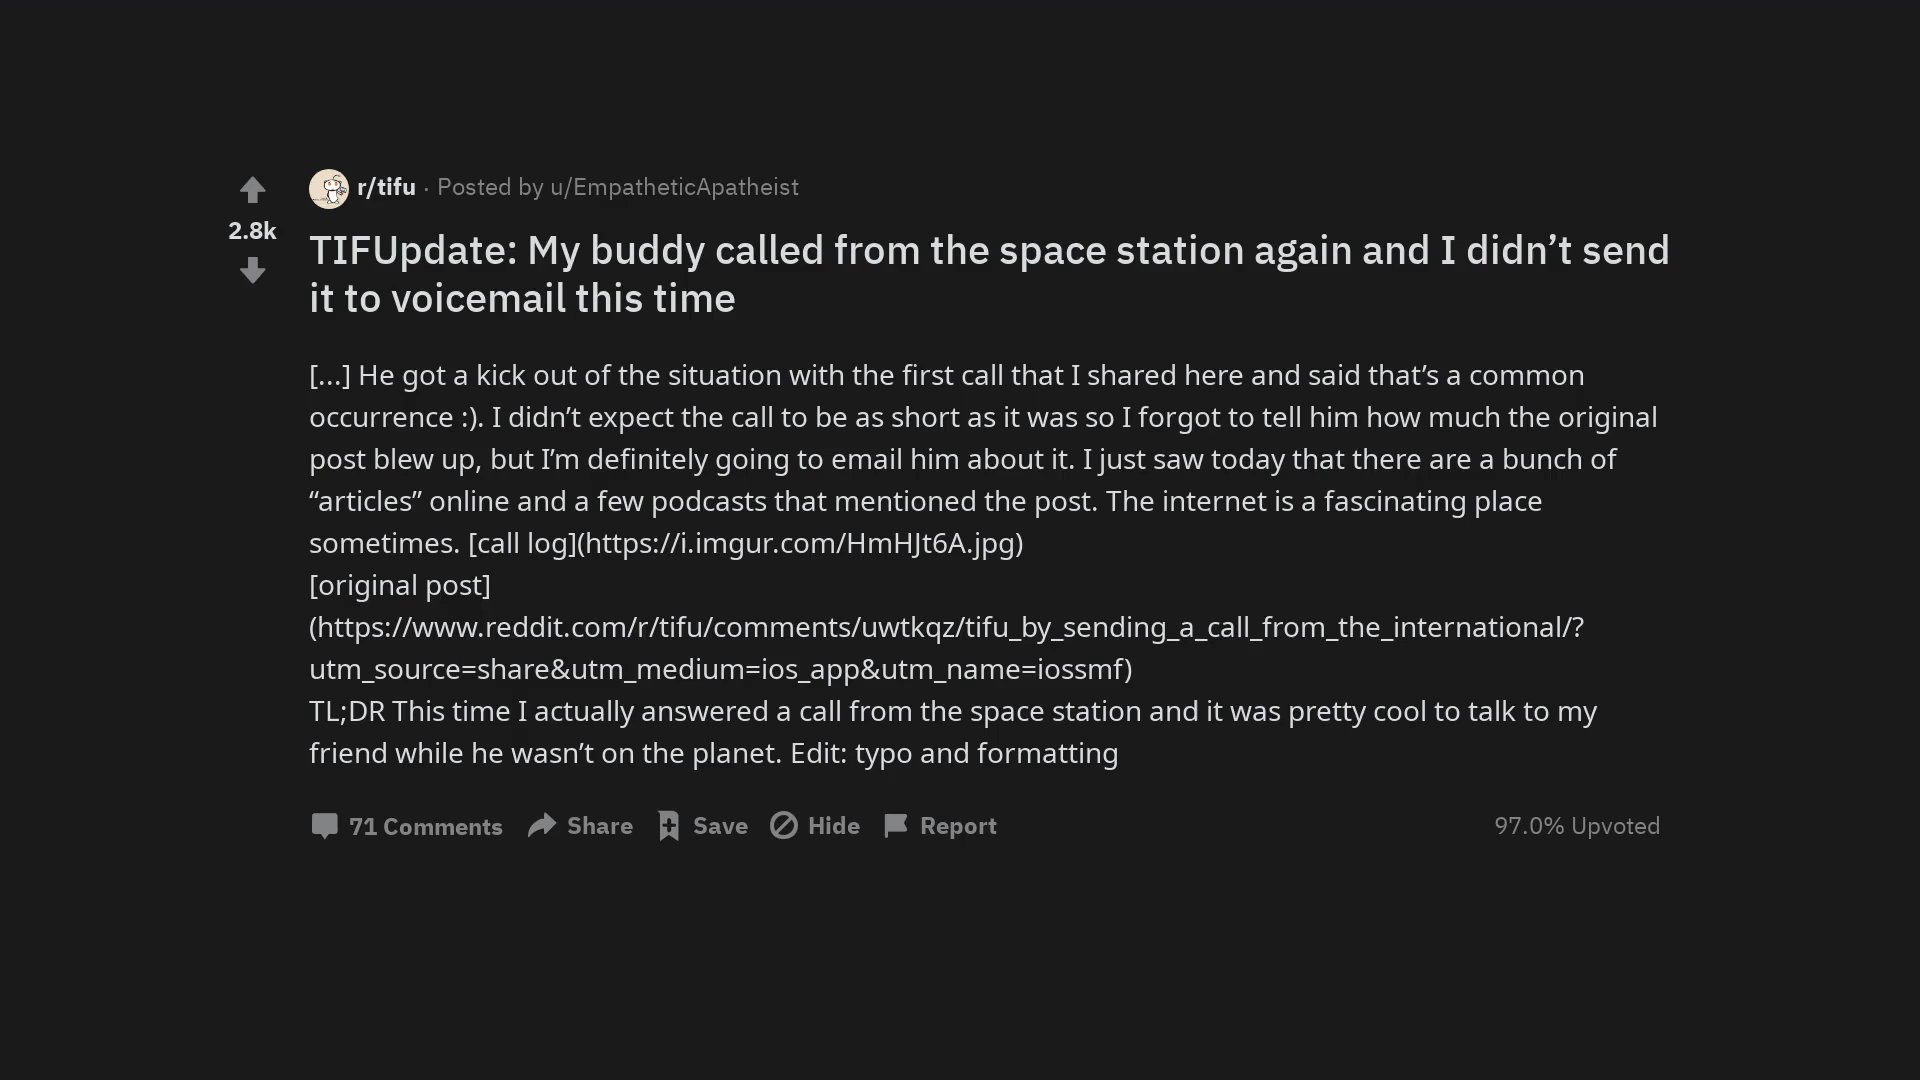 r/tifu · Posted by u/EmpatheticApatheist
2.8k
TIFUpdate: My buddy called from the space station again and I didn’t send
it to voicemail this time
[...] He got a kick out of the situation with the first call that I shared here and said that’s a common
occurrence :). I didn’t expect the call to be as short as it was so I forgot to tell him how much the original
post blew up, but I’m definitely going to email him about it. I just saw today that there are a bunch of
“articles” online and a few podcasts that mentioned the post. The internet is a fascinating place
sometimes. [call log](https://i.imgur.com/HmHJt6A.jpg)
[original post]
(https://www.reddit.com/r/tifu/comments/uwtkqz/tifu_by_sending_a_call_from_the_international/?
utm_source=share&utm_medium=ios_app&utm_name=iossmf)
TL;DR This time I actually answered a call from the space station and it was pretty cool to talk to my
friend while he wasn’t on the planet. Edit: typo and formatting
71 Comments Share Save Hide Report 97.0% Upvoted